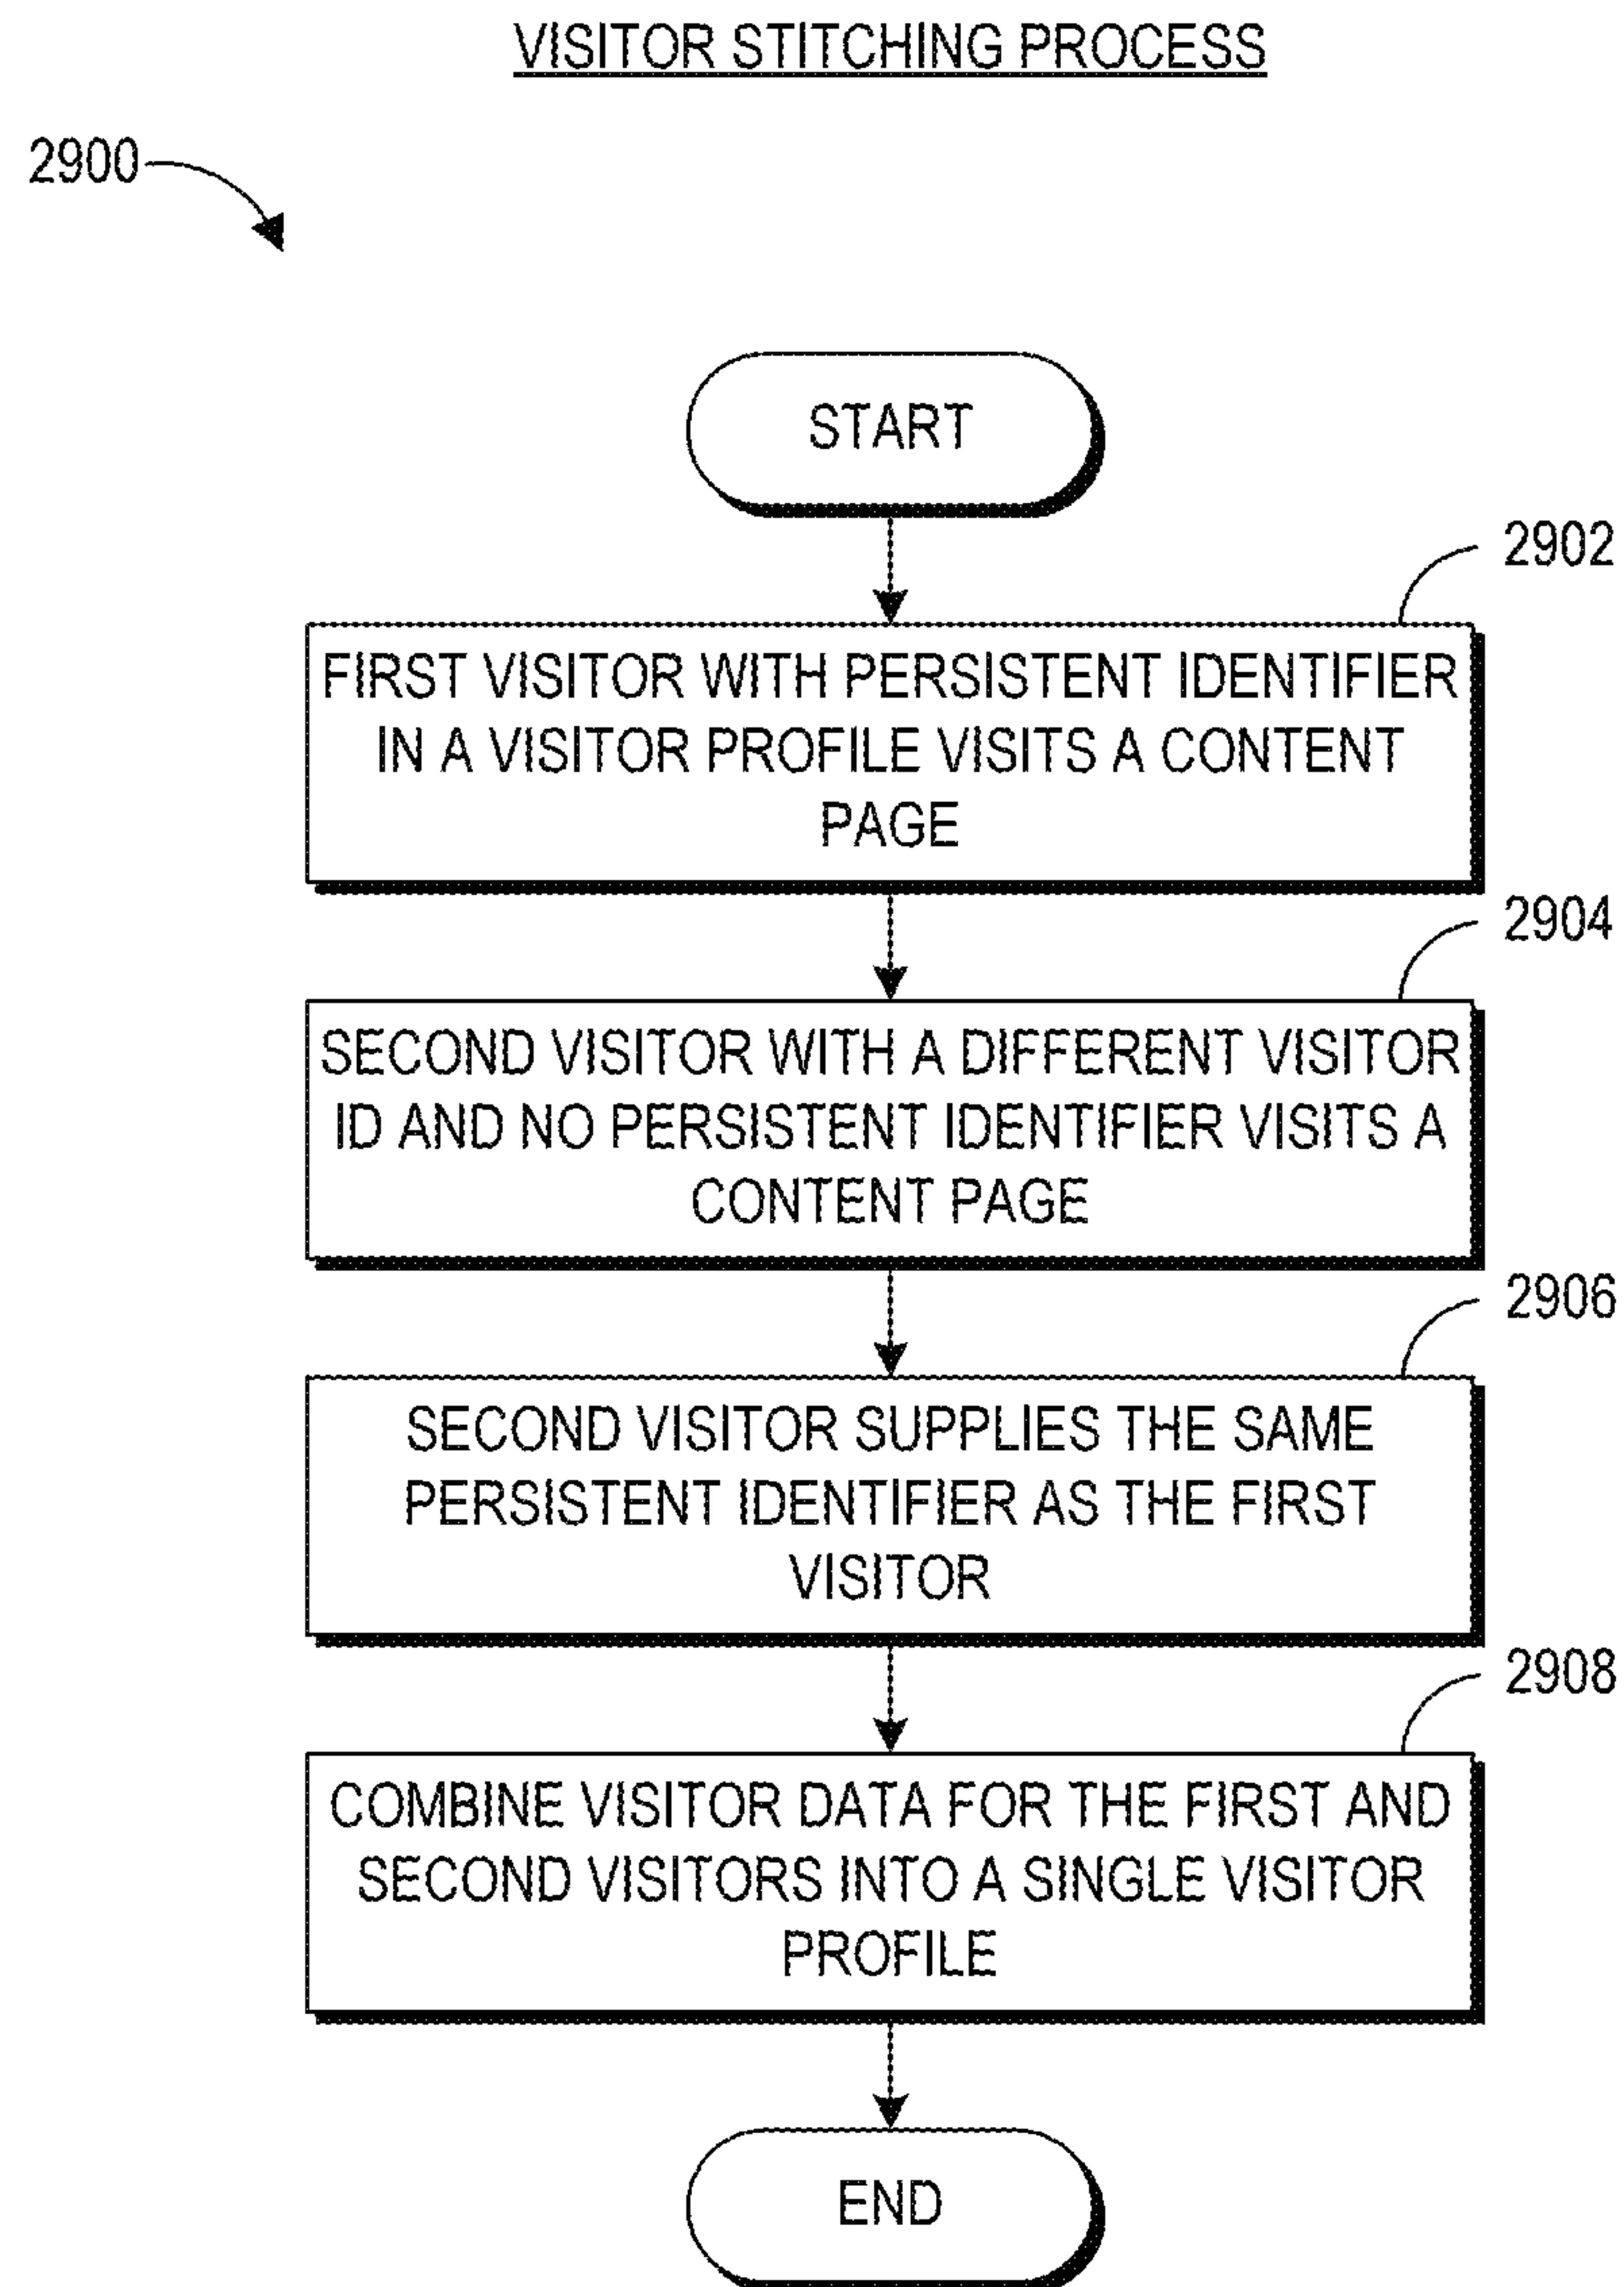 VISITOR STITCHING PROCESS
2900
START
2902
FIRST VISITOR WITH PERSISTENT IDENTIFIER
IN A VISITOR PROFILE VISITS A CONTENT
PAGE
2904
SECOND VISITOR WITH A DIFFERENT VISITOR
ID AND NO PERSISTENT IDENTIFIER VISITS A
CONTENT PAGE
2906
SECOND VISITOR SUPPLIES THE SAME
PERSISTENT IDENTIFIER AS THE FIRST
VISITOR
2908
COMBINE VISITOR DATA FOR THE FIRST AND
SECOND VISITORS INTO A SINGLE VISITOR
PROFILE
END